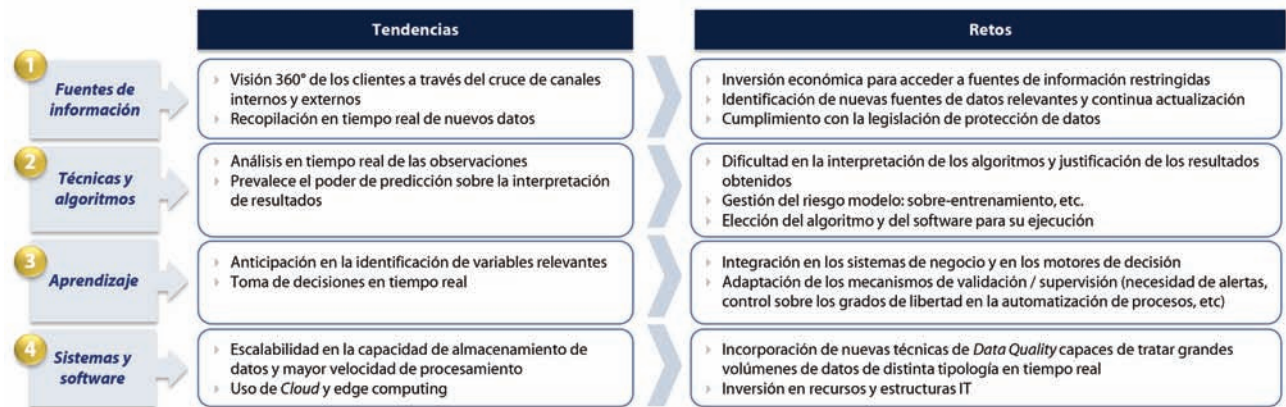 Tendencias
Retos
1
Fuentes de
información
Visión 360° de los clientes a través del cruce de canales
internos y externos
Recopilación en tiempo real de nuevos datos
Inversión económica para acceder a fuentes de información restringidas
Identificación de nuevas fuentes de datos relevantes y continua actualización
Cumplimiento con la legislación de protección de datos
2
Técnicas y
algoritmos
Análisis en tiempo real de las observaciones
Prevalece el poder de predicción sobre la interpretación
de resultados
Dificultad en la interpretación de los algoritmos y justificación de los resultados
obtenidos
Gestión del riesgo modelo: sobre-entrenamiento, etc.
Elección del algoritmo y del software para su ejecución
3
Aprendizaje
Anticipación en la identificación de variables relevantes
Toma de decisiones en tiempo real
Integración en los sistemas de negocio y en los motores de decisión
Adaptación de los mecanismos de validación / supervisión (necesidad de alertas,
control sobre los grados de libertad en la automatización de procesos, etc)
4
Sistemas y
software
Escalabilidad en la capacidad de almacenamiento de
datos y mayor velocidad de procesamiento
Uso de Cloud y edge computing
Incorporación de nuevas técnicas de Data Quality capaces de tratar grandes
volúmenes de datos de distinta tipología en tiempo real
Inversión en recursos y estructuras IT